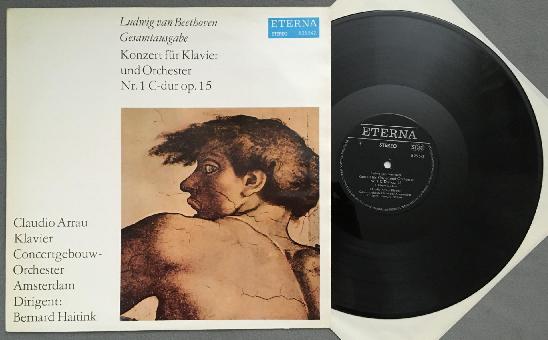 Ludwig van Beethoven
Gesamtausgabe
Konzert für Klavier
und Orchester
Nr. 1 C-dur op. 15
ETERNA
STEREO
Claudio Arrau
Klavier
Concertgebouw-
Orchester
Amsterdam
Dirigent:
Bernard Haitink
ETERNA
STEREO